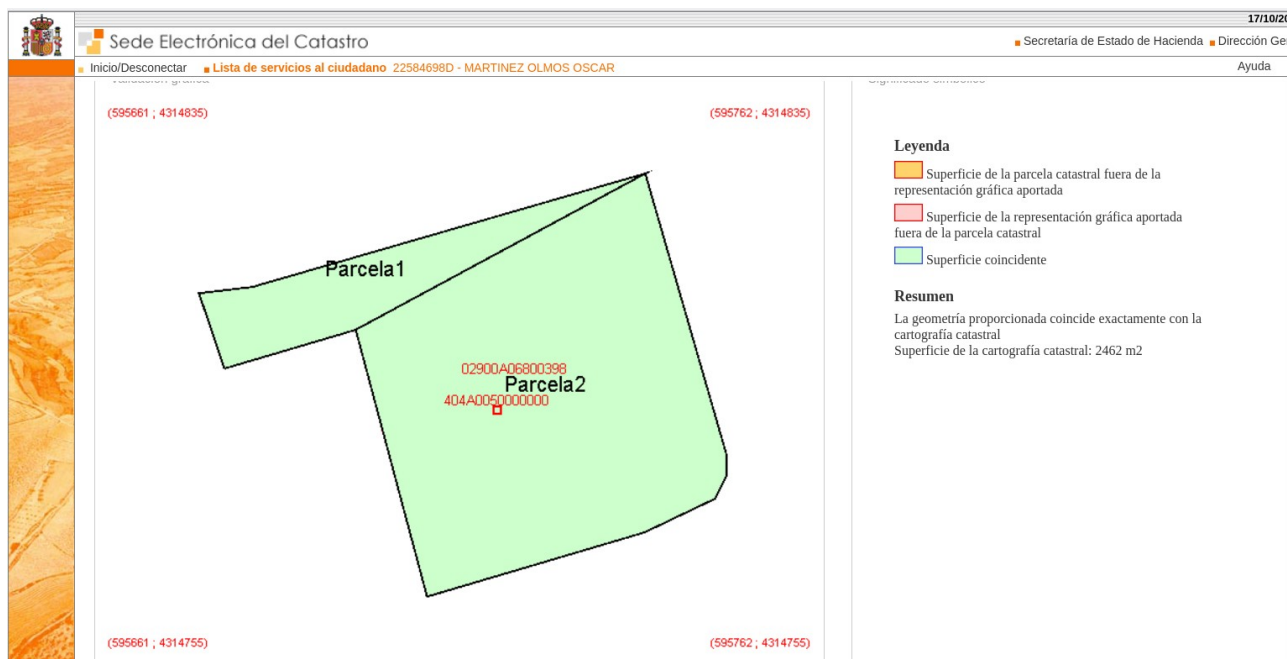 17/10/20
Sede Electrónica del Catastro
Secretaría de Estado de Hacienda Dirección Ge
Inicio/Desconectar Lista de servicios al ciudadano 22584698D - MARTINEZ OLMOS OSCAR
Ayuda
(595661 ; 4314835)
(595762 ; 4314835)
Parcela1
02900A06800398
Parcela2
404A0050000000
(595661 ; 4314755)
(595762 ; 4314755)
Leyenda
Superficie de la parcela catastral fuera de la
representación gráfica aportada
Superficie de la representación gráfica aportada
fuera de la parcela catastral
Superficie coincidente
Resumen
La geometría proporcionada coincide exactamente con la
cartografía catastral
Superficie de la cartografía catastral: 2462 m2